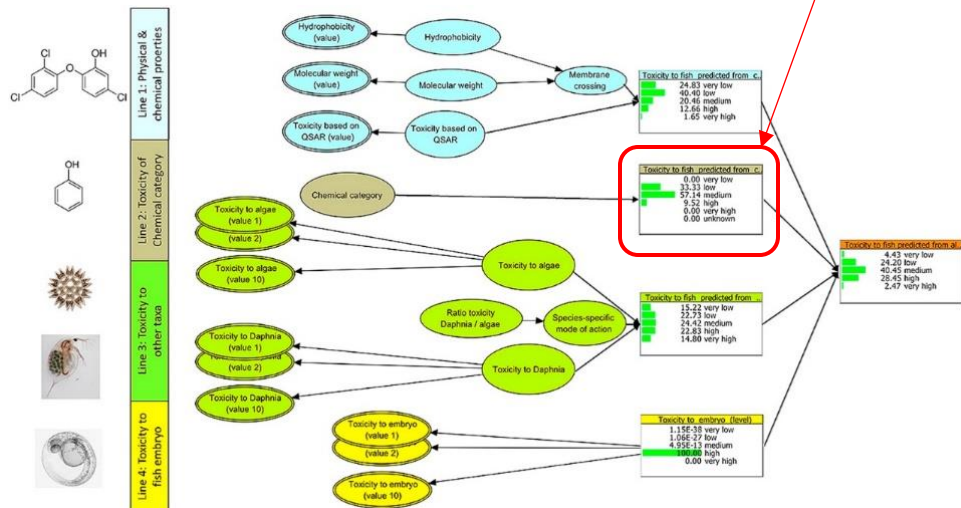 Cl
O
OH
Cl
Cl
OH
Line 1: Physical &
chemical proerties
Line 2: Toxicity of
Chemical category
Line 3: Toxicity to
other taxa
Line 4: Toxicity to
fish embryo
Hydrophobicity
(value)
Hydrophobicity
Molecular weight
(value)
Molecular weight
Membrane
crossing
Toxicity based on
QSAR (value)
Toxicity based on
QSAR
Toxicity to fish predicted from c..
24.83 very low
40.40 low
20.46 medium
12.66 high
1.65 very high
Chemical category
Toxicity to fish predicted from c..
0.00 very low
33.33 low
57.14 medium
9.52 high
0.00 very high
0.00 unknown
Toxicity to algae
(value 1)
(value 2)
Toxicity to algae
(value 10)
Toxicity to algae
Ratio toxicity
Daphnia / algae
Species-specific
mode of action
Toxicity to Daphnia
(value 1)
(value 2)
Toxicity to Daphnia
(value 10)
Toxicity to Daphnia
Toxicity to fish predicted from ..
15.22 very low
22.73 low
24.42 medium
22.83 high
14.80 very high
Toxicity to embryo
(value 1)
(value 2)
Toxicity to embryo
(value 10)
Toxicity to embryo (level)
1.15E-38 very low
1.06E-27 low
4.95E-13 medium
100.00 high
0.00 very high
Toxicity to fish predicted from al..
4.43 very low
24.20 low
40.45 medium
28.45 high
2.47 very high